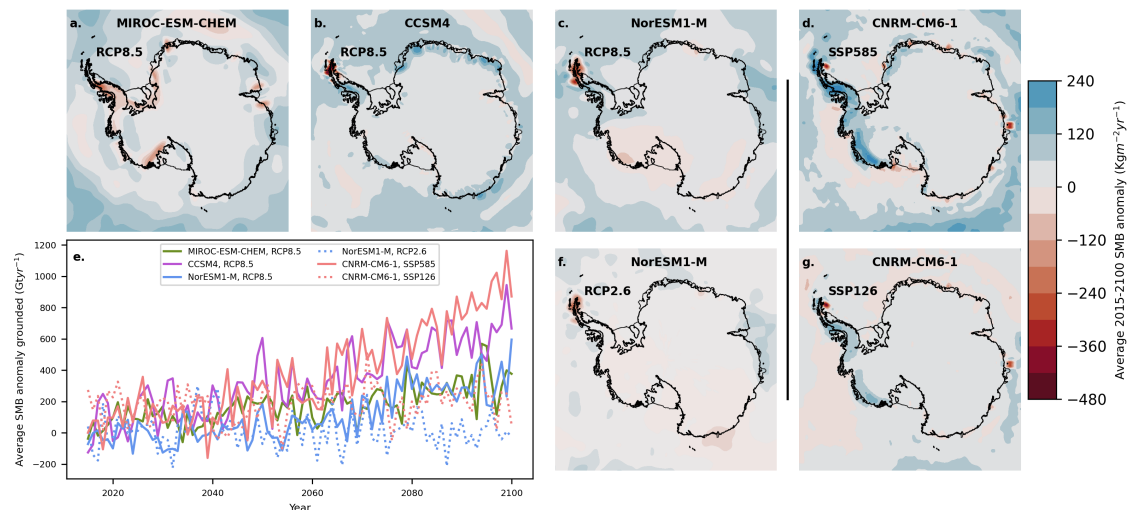 a. MIROC-ESM-CHEM
RCP8.5
b. CCSM4
RCP8.5
c. NorESM1-M
RCP8.5
d. CNRM-CM6-1
SSP585
e.
MIROC-ESM-CHEM, RCP8.5
CCSM4, RCP8.5
NorESM1-M, RCP8.5
NorESM1-M, RCP2.6
CNRM-CM6-1, SSP585
CNRM-CM6-1, SSP126
Average SMB anomaly grounded (Gtyr⁻¹)
1200
1000
800
600
400
200
0
−200
2020
2040
2060
2080
2100
Year
f. NorESM1-M
RCP2.6
g. CNRM-CM6-1
SSP126
240
120
0
−120
−240
−360
−480
Average 2015-2100 SMB anomaly (Kgm⁻²yr⁻¹)